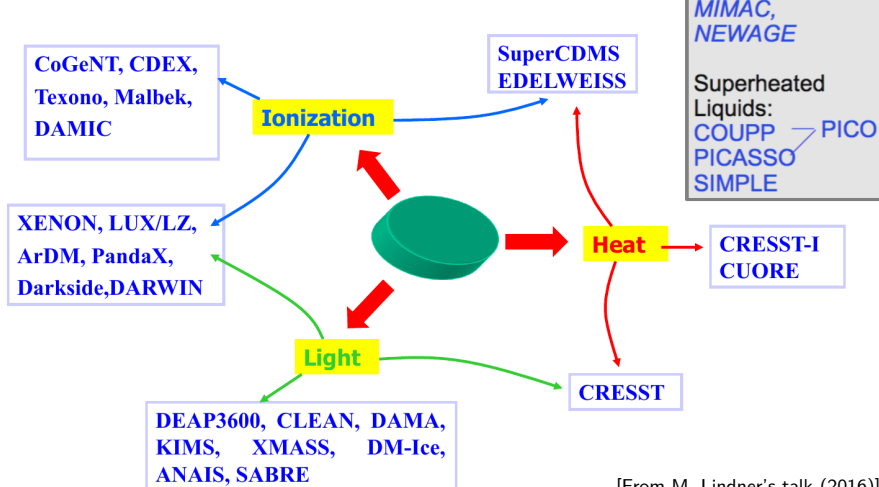 MIMAC,
NEWAGE
Superheated
Liquids:
COUPP
PICO
PICASSO
SIMPLE
SuperCDMS
EDELWEISS
CoGeNT, CDEX,
Texono, Malbek,
DAMIC
Ionization
XENON, LUX/LZ,
ArDM, PandaX,
Darkside,DARWIN
Heat
CRESST-I
CUORE
Light
CRESST
DEAP3600, CLEAN, DAMA,
KIMS, XMASS, DM-Ice,
ANAIS, SABRE
[From M. Lindner's talk (2016)]